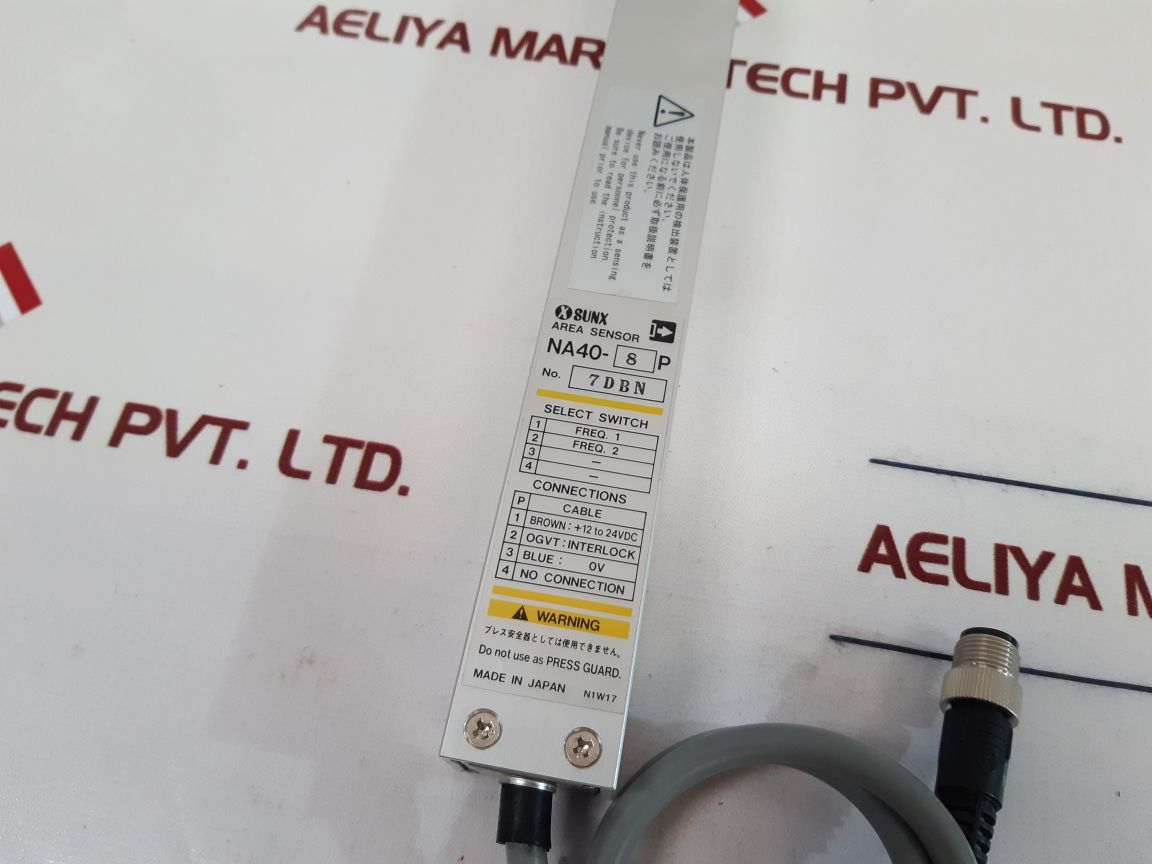 AELIYA MAR
TECH PVT. LTD.
本製品は人体保護用の検出装置としては
使用しないでください。
ご使用になる前に必ず取扱説明書を
お読みください。
Never use this product as a sensing
device for personnel protection.
Be sure to read the instruction
manual prior to use
SUNX
AREA SENSOR
NA40- 8 P
No. 7DBN
SELECT SWITCH
1 FREQ. 1
2 FREQ. 2
3 —
4 —
CONNECTIONS
P CABLE
1 BROWN : +12 to 24VDC
2 OGVT : INTERLOCK
3 BLUE : 0V
4 NO CONNECTION
WARNING
プレス安全器としては使用できません。
Do not use as PRESS GUARD.
MADE IN JAPAN N1W17
ECH PVT. LTD.
AELIYA M